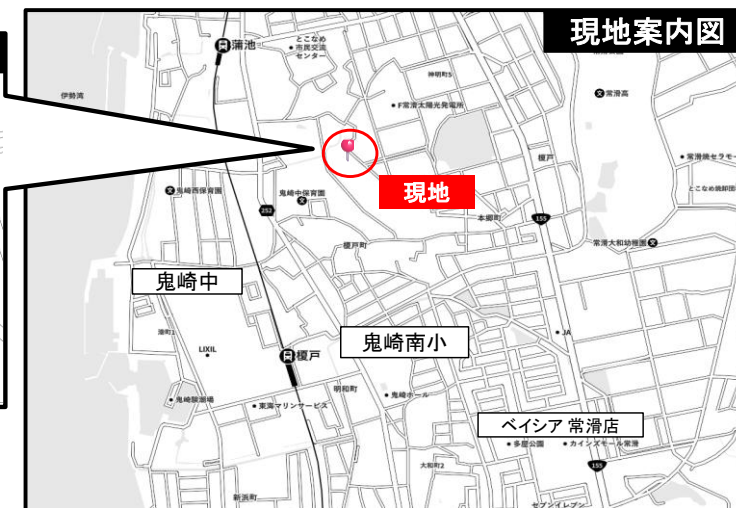 現地案内図
蒲池
とこなめ
市民交流
センター
伊勢湾
神明町5
F常滑太陽光発電所
常滑高
榎戸
常滑焼セラモー
鬼崎西保育園
鬼崎中保育園
現地
とこなめ焼卸団
252
本郷町
155
榎戸町
常滑大和幼稚園
鬼崎中
港町3
鬼崎南小
JA
LIXIL
榎戸
明和町
鬼崎ホール
東海マリンサービス
ベイシア 常滑店
多屋公園
カインズモール常滑
大和町2
155
新浜町
セブンイレブン